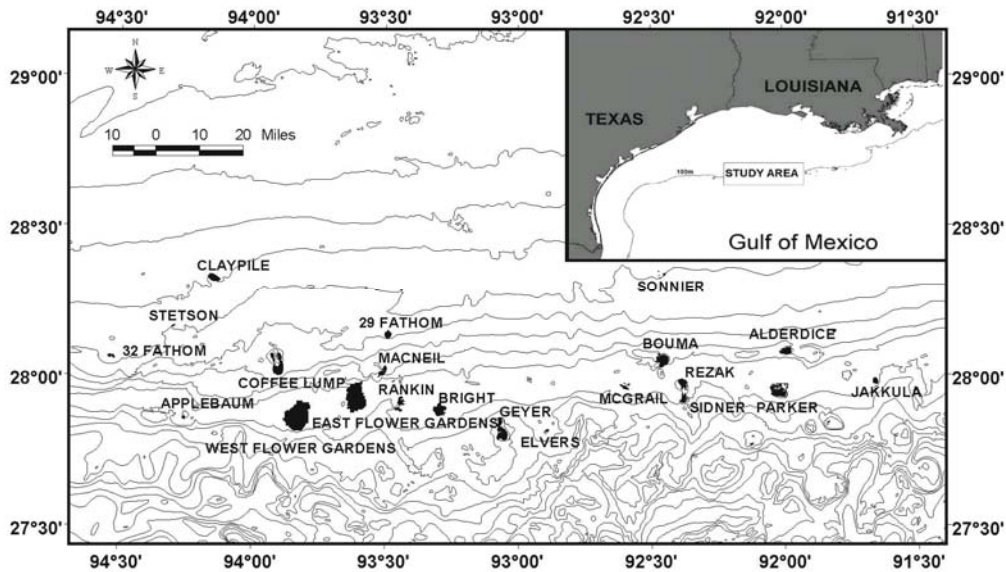 94°30' 94°00' 93°30' 93°00' 92°30' 92°00' 91°30'
N
W E
S
29°00' 29°00'
10 0 10 20 Miles
TEXAS
LOUISIANA
100m
STUDY AREA
Gulf of Mexico
28°30' 28°30'
CLAYPILE
SONNIER
STETSON
29 FATHOM
ALDERDICE
32 FATHOM
MACNEIL
BOUMA
28°00' 28°00'
COFFEE LUMP
RANKIN
REZAK
APPLEBAUM
BRIGHT
MCGRAIL
SIDNER
PARKER
JAKKULA
EAST FLOWER GARDENS
GEYER
WEST FLOWER GARDENS
ELVERS
27°30' 27°30'
94°30' 94°00' 93°30' 93°00' 92°30' 92°00' 91°30'